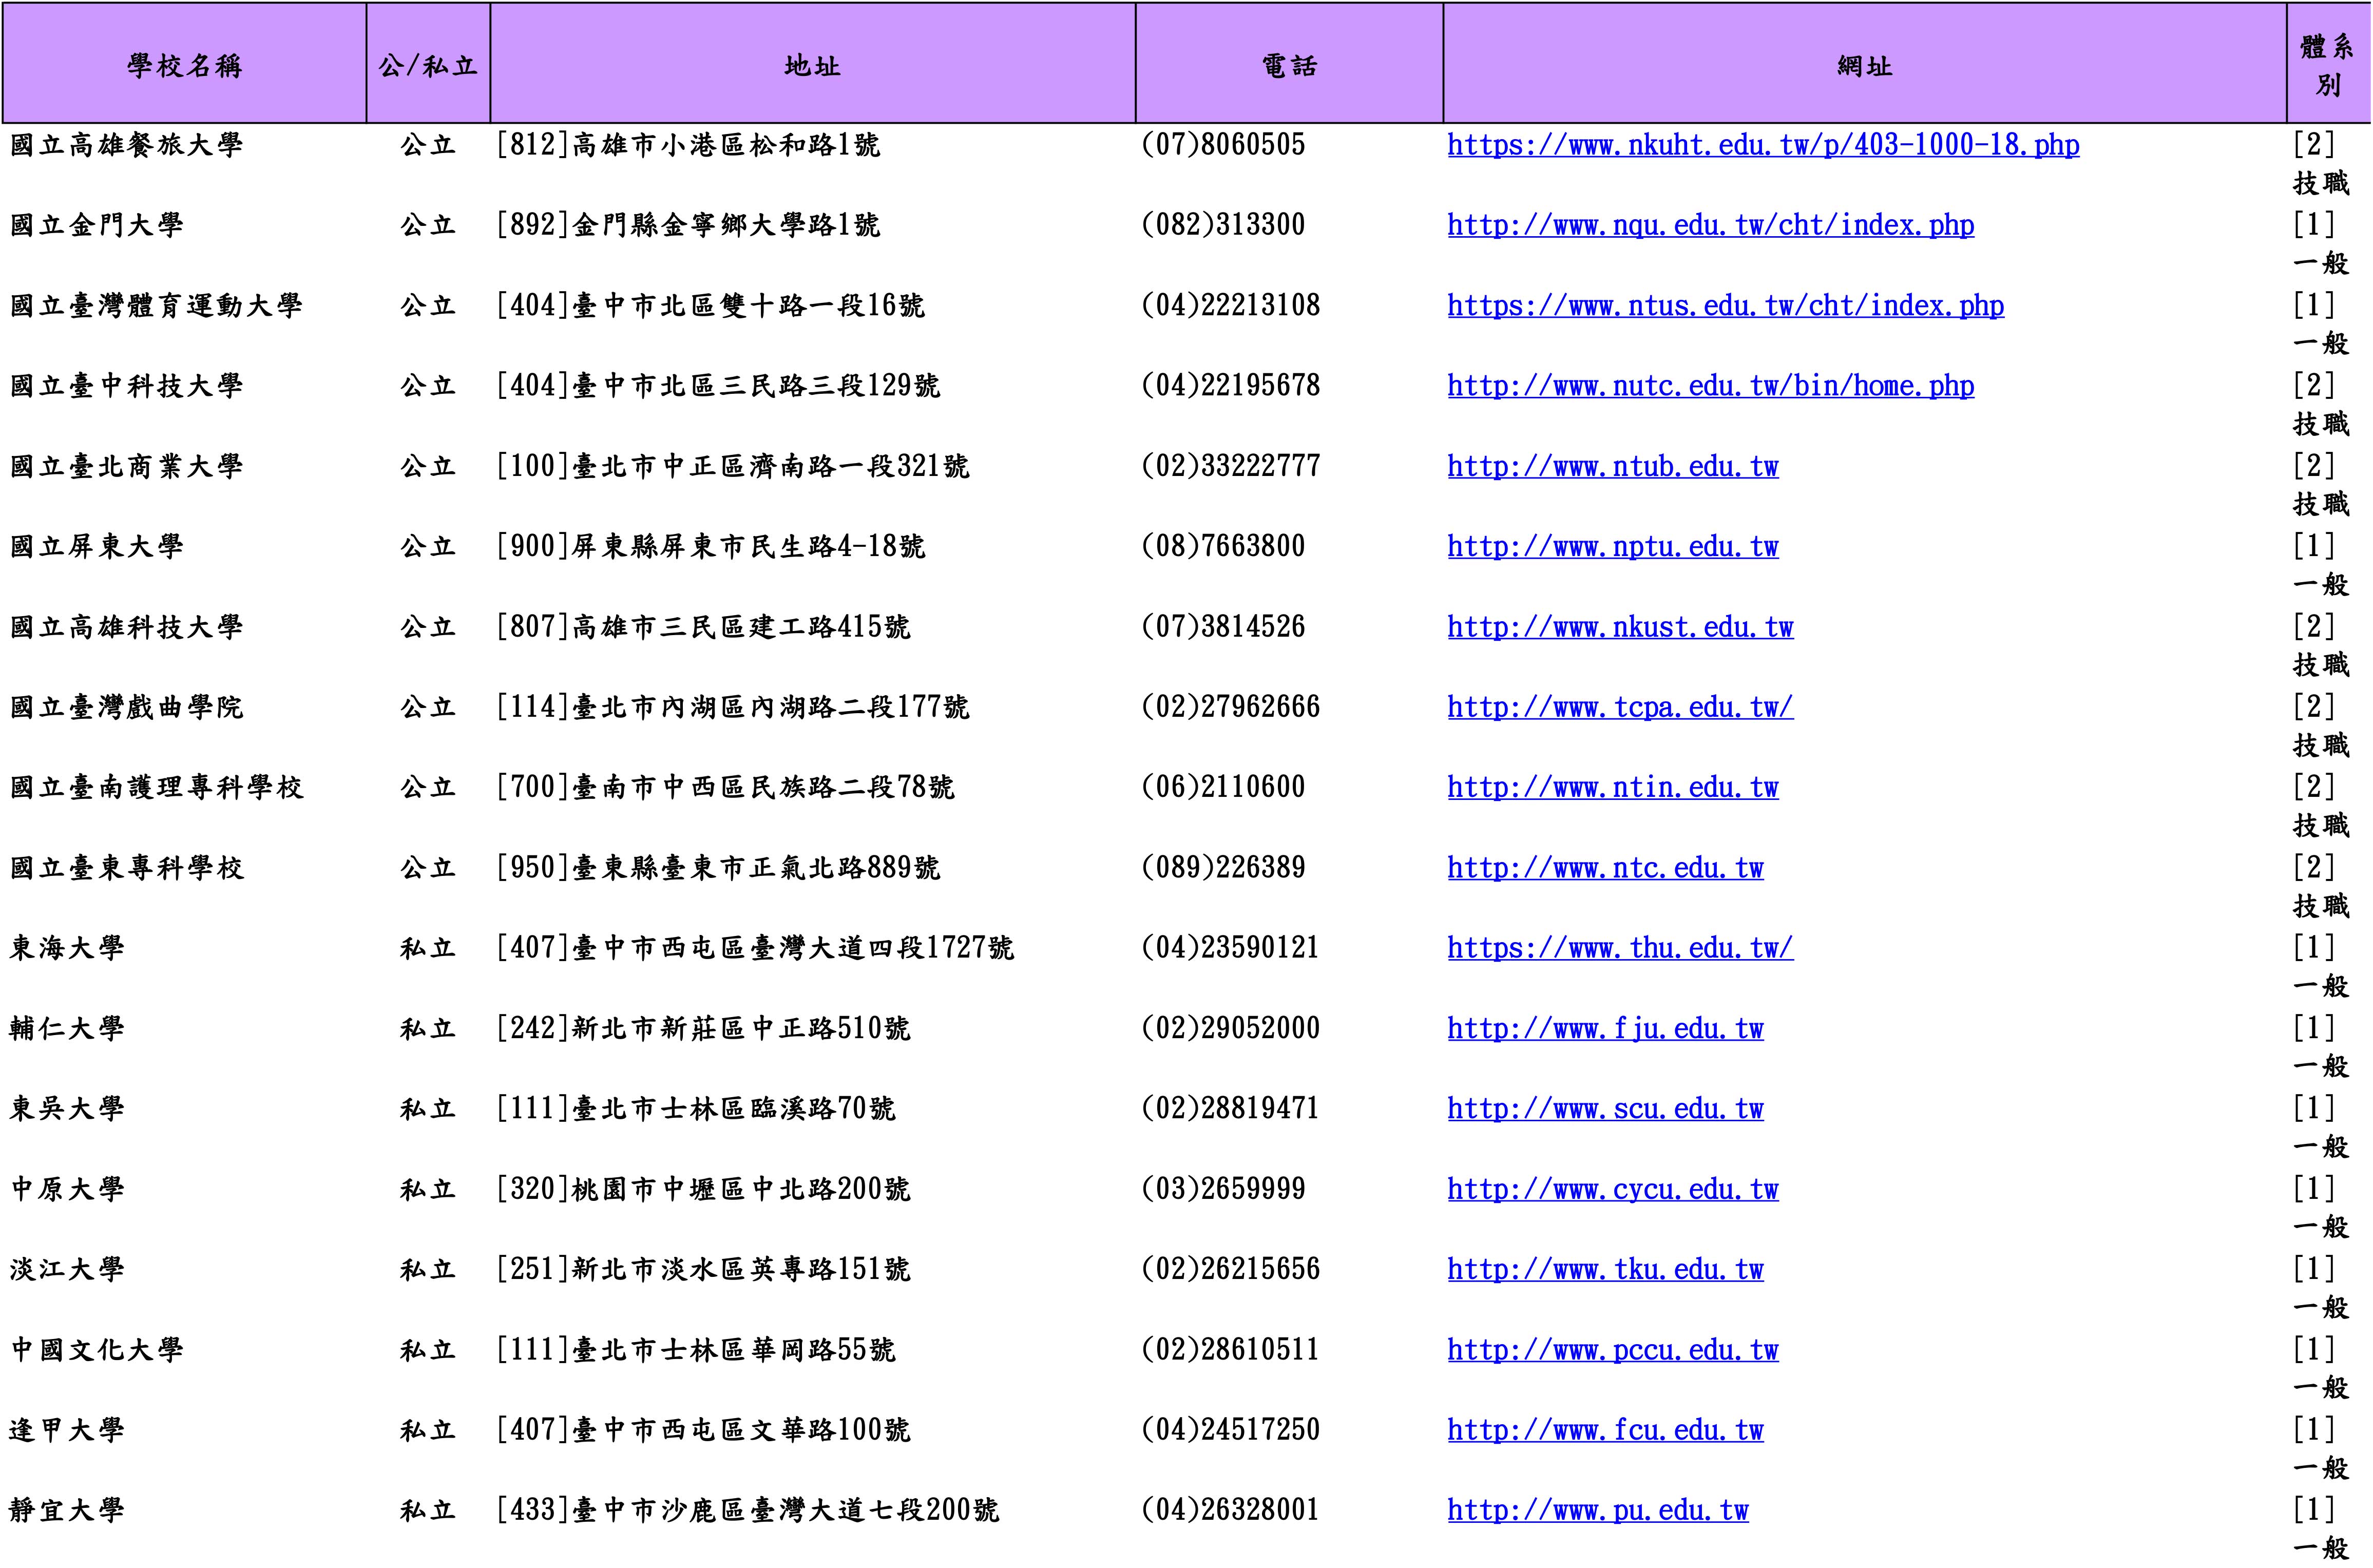 學校名稱 公/私立 地址 電話 網址 體系
別
國立高雄餐旅大學 公立 [812]高雄市小港區松和路1號 (07)8060505 https://www.nkuht.edu.tw/p/403-1000-18.php [2]
技職
國立金門大學 公立 [892]金門縣金寧鄉大學路1號 (082)313300 http://www.nqu.edu.tw/cht/index.php [1]
一般
國立臺灣體育運動大學 公立 [404]臺中市北區雙十路一段16號 (04)22213108 https://www.ntus.edu.tw/cht/index.php [1]
一般
國立臺中科技大學 公立 [404]臺中市北區三民路三段129號 (04)22195678 http://www.nutc.edu.tw/bin/home.php [2]
技職
國立臺北商業大學 公立 [100]臺北市中正區濟南路一段321號 (02)33222777 http://www.ntub.edu.tw [2]
技職
國立屏東大學 公立 [900]屏東縣屏東市民生路4-18號 (08)7663800 http://www.nptu.edu.tw [1]
一般
國立高雄科技大學 公立 [807]高雄市三民區建工路415號 (07)3814526 http://www.nkust.edu.tw [2]
技職
國立臺灣戲曲學院 公立 [114]臺北市內湖區內湖路二段177號 (02)27962666 http://www.tcpa.edu.tw/ [2]
技職
國立臺南護理專科學校 公立 [700]臺南市中西區民族路二段78號 (06)2110600 http://www.ntin.edu.tw [2]
技職
國立臺東專科學校 公立 [950]臺東縣臺東市正氣北路889號 (089)226389 http://www.ntc.edu.tw [2]
技職
東海大學 私立 [407]臺中市西屯區臺灣大道四段1727號 (04)23590121 https://www.thu.edu.tw/ [1]
一般
輔仁大學 私立 [242]新北市新莊區中正路510號 (02)29052000 http://www.fju.edu.tw [1]
一般
東吳大學 私立 [111]臺北市士林區臨溪路70號 (02)28819471 http://www.scu.edu.tw [1]
一般
中原大學 私立 [320]桃園市中壢區中北路200號 (03)2659999 http://www.cycu.edu.tw [1]
一般
淡江大學 私立 [251]新北市淡水區英專路151號 (02)26215656 http://www.tku.edu.tw [1]
一般
中國文化大學 私立 [111]臺北市士林區華岡路55號 (02)28610511 http://www.pccu.edu.tw [1]
一般
逢甲大學 私立 [407]臺中市西屯區文華路100號 (04)24517250 http://www.fcu.edu.tw [1]
一般
靜宜大學 私立 [433]臺中市沙鹿區臺灣大道七段200號 (04)26328001 http://www.pu.edu.tw [1]
一般